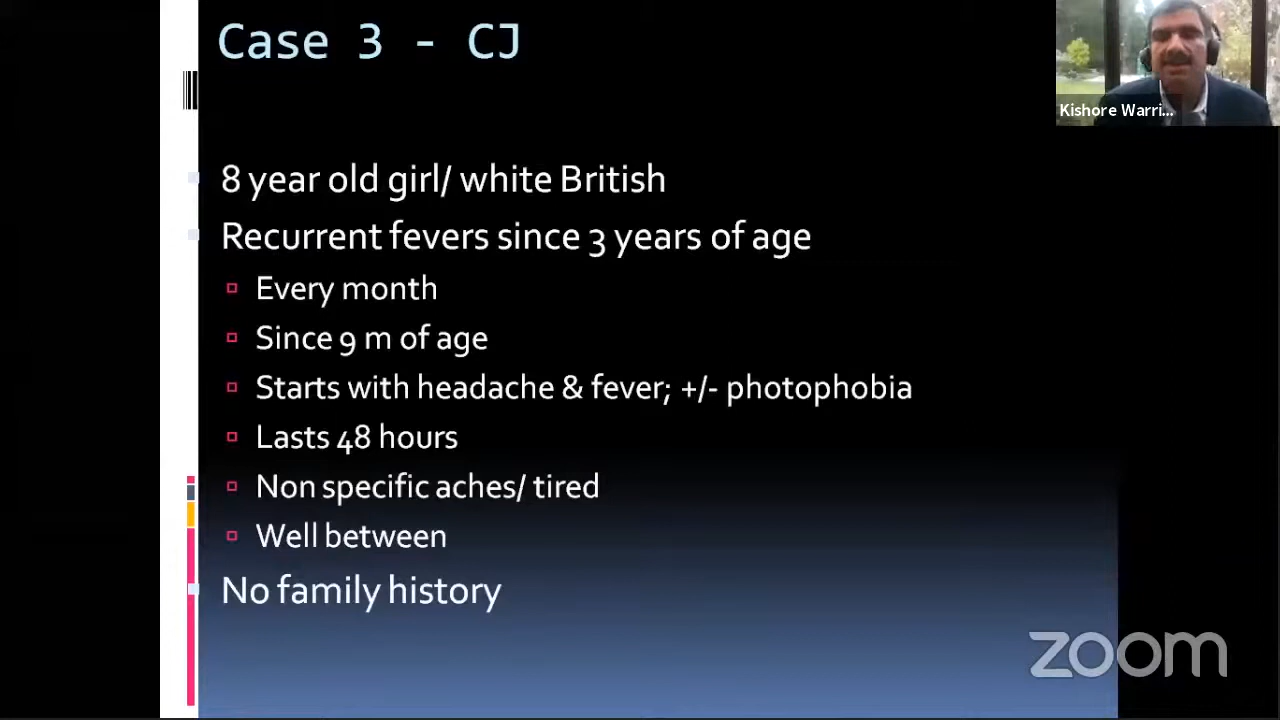 Case 3 - CJ
Kishore Warri...
8 year old girl/ white British
Recurrent fevers since 3 years of age
Every month
Since 9 m of age
Starts with headache & fever; +/- photophobia
Lasts 48 hours
Non specific aches/ tired
Well between
No family history
zoom